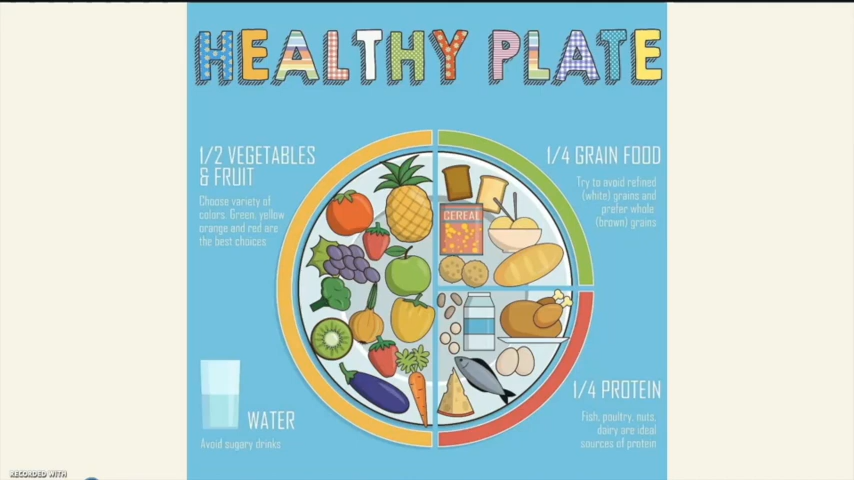 HEALTHY PLATE
1/2 VEGETABLES
& FRUIT
Choose variety of
colors. Green, yellow
orange and red are
the best choices
1/4 GRAIN FOOD
Try to avoid refined
(white) grains and
prefer whole
(brown) grains
CEREAL
WATER
Avoid sugary drinks
1/4 PROTEIN
Fish, poultry, nuts,
dairy are ideal
sources of protein
RECORDED WITH